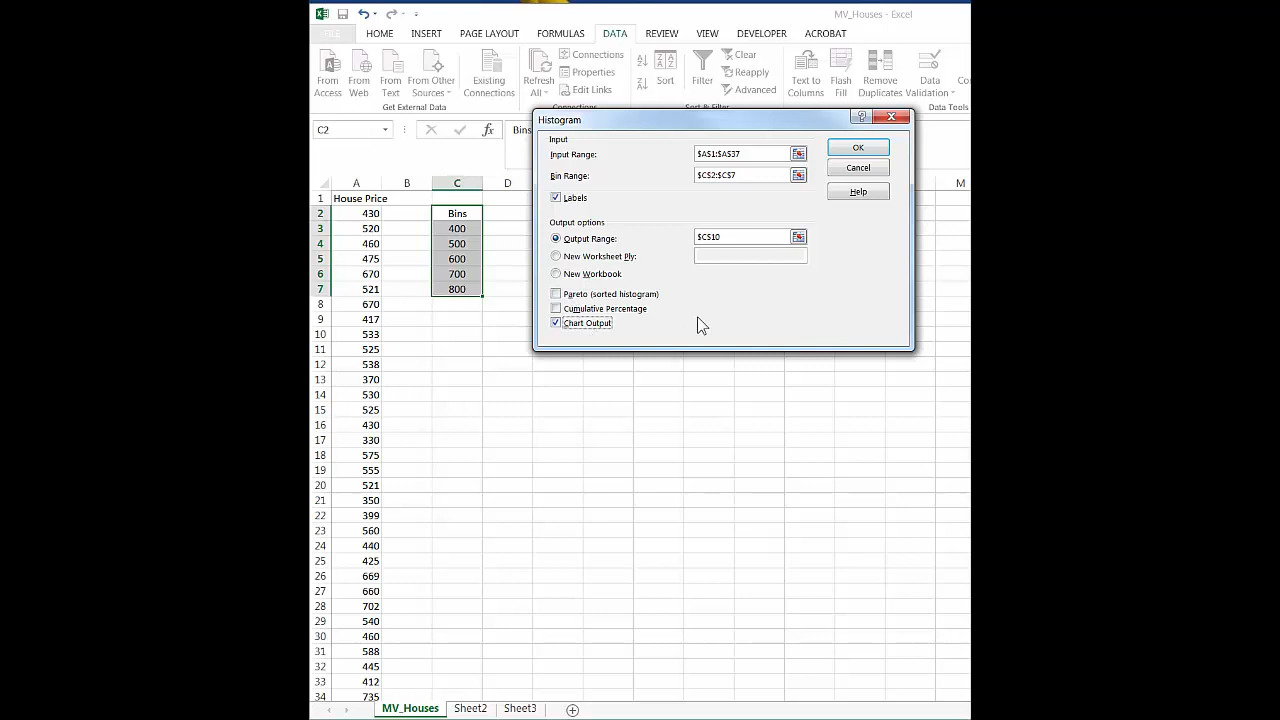 MV_Houses - Excel
FILE HOME INSERT PAGE LAYOUT FORMULAS DATA REVIEW VIEW DEVELOPER ACROBAT
From Access
From Web
From Text
From Other Sources
Existing Connections
Refresh All
Connections
Properties
Edit Links
Sort
Filter
Clear
Reapply
Advanced
Text to Columns
Flash Fill
Remove Duplicates
Data Validation
Get External Data
Data Tools
C2
fx
Bins
Histogram
Input
Input Range: $A$1:$A$37
Bin Range: $C$2:$C$7
Labels
Output options
Output Range: $C$10
New Worksheet Ply:
New Workbook
Pareto (sorted histogram)
Cumulative Percentage
Chart Output
OK
Cancel
Help
A B C D M
1 House Price
2 430 Bins
3 520 400
4 460 500
5 475 600
6 670 700
7 521 800
8 670
9 417
10 533
11 525
12 538
13 370
14 530
15 525
16 430
17 330
18 575
19 555
20 521
21 350
22 399
23 560
24 440
25 425
26 669
27 660
28 702
29 540
30 460
31 588
32 445
33 412
34 735
MV_Houses Sheet2 Sheet3